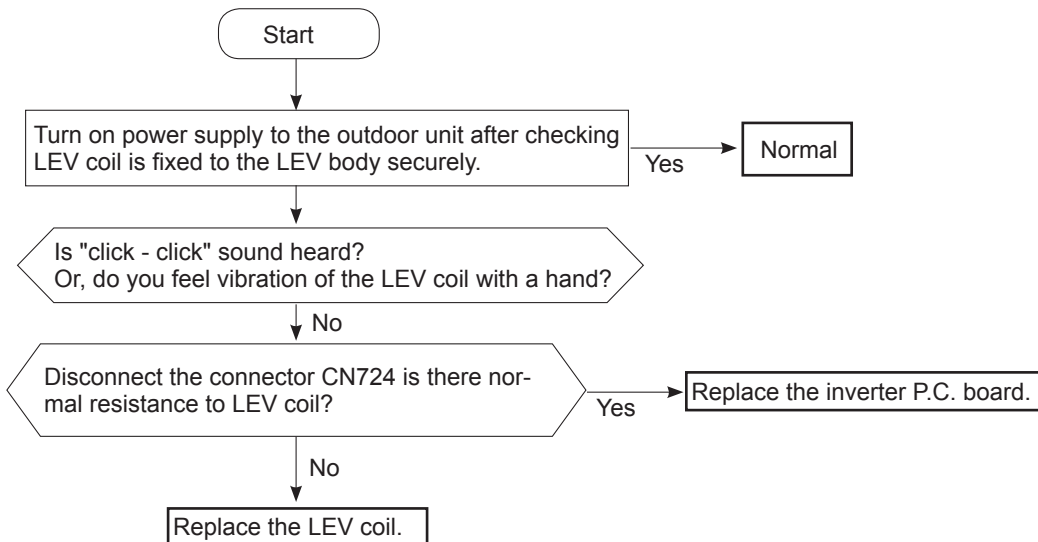 Start
Turn on power supply to the outdoor unit after checking
LEV coil is fixed to the LEV body securely.
Yes
Normal
Is "click - click" sound heard?
Or, do you feel vibration of the LEV coil with a hand?
No
Disconnect the connector CN724 is there nor-
mal resistance to LEV coil?
Yes
Replace the inverter P.C. board.
No
Replace the LEV coil.